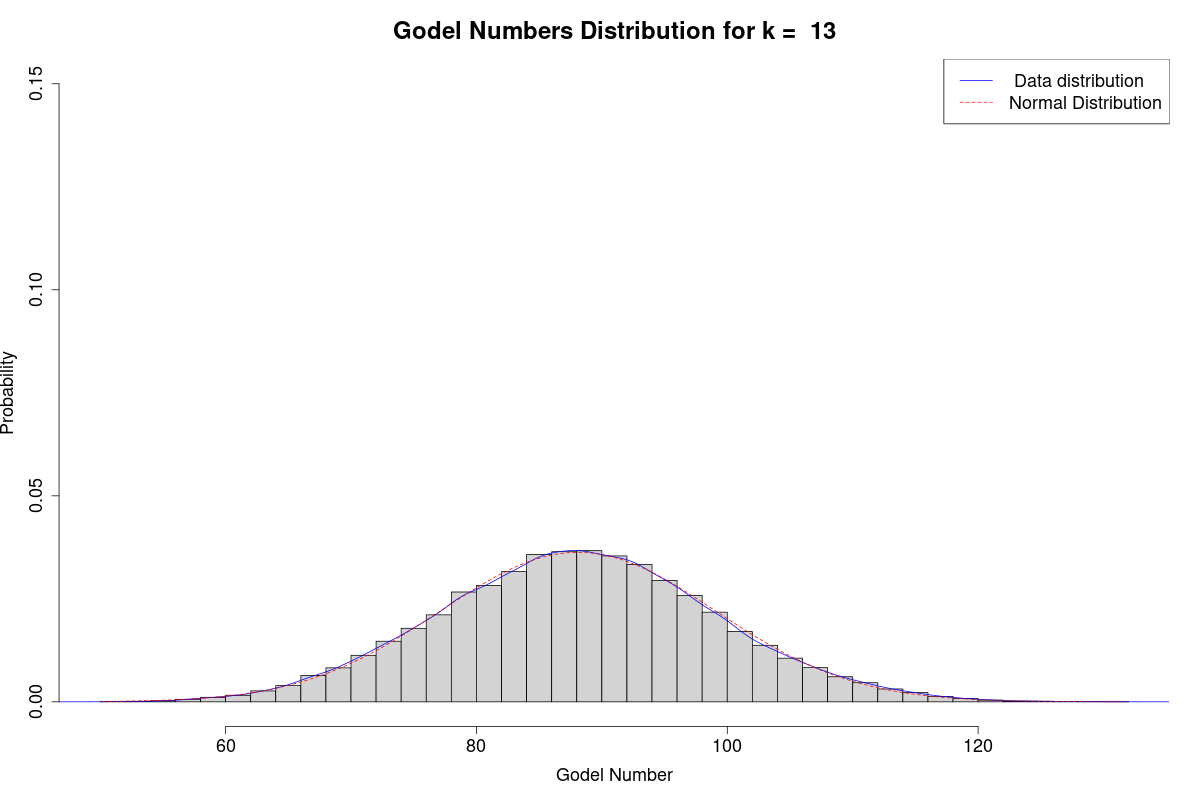 Godel Numbers Distribution for k =  13
Data distribution
Normal Distribution
Probability
0.15
0.10
0.05
0.00
60 80 100 120
Godel Number